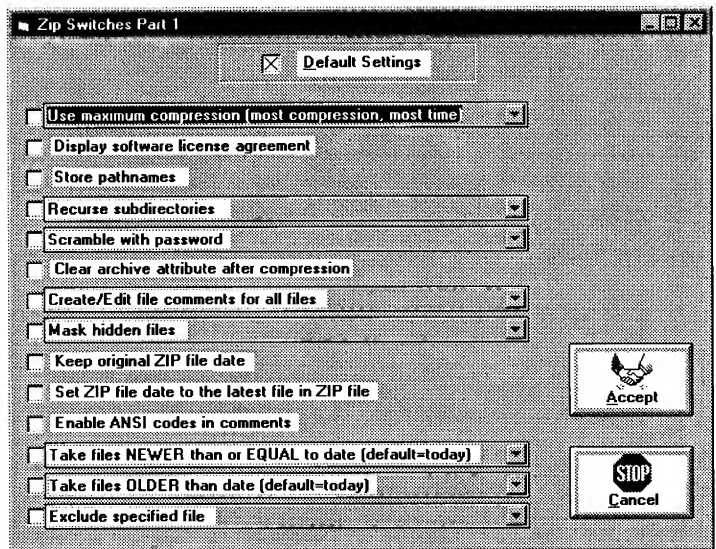 Zip Switches Part 1
Default Settings
Use maximum compression (most compression, most time)
Display software license agreement
Store pathnames
Recurse subdirectories
Scramble with password
Clear archive attribute after compression
Create/Edit file comments for all files
Mask hidden files
Keep original ZIP file date
Set ZIP file date to the latest file in ZIP file
Enable ANSI codes in comments
Take files NEWER than or EQUAL to date (default=today)
Take files OLDER than date (default=today)
Exclude specified file
Accept
STOP
Cancel